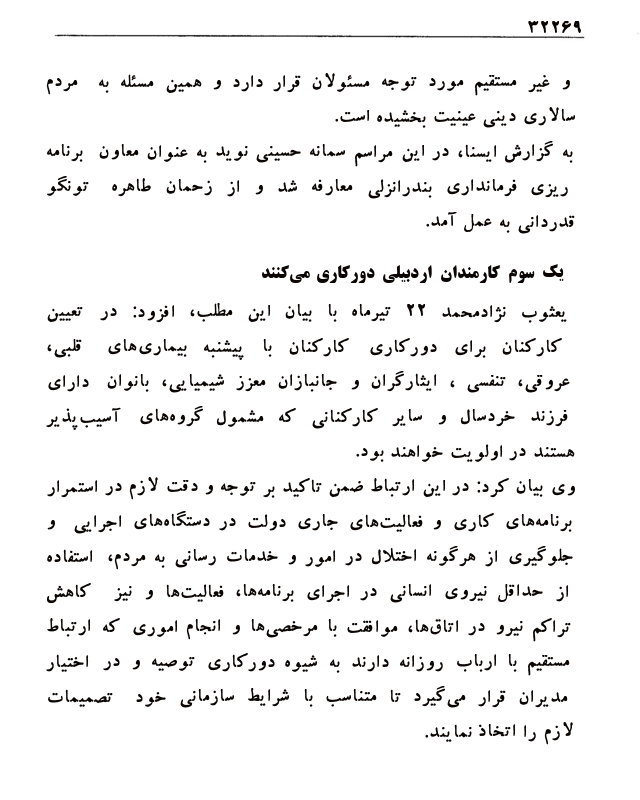 ۳۲۲۶۹
و غیر مستقیم مورد توجه مسئولان قرار دارد و همین مسئله به مردم
سالاری دینی عینیت بخشیده است.
به گزارش ایسنا، در این مراسم سمانه حسینی نوید به عنوان معاون برنامه
ریزی فرمانداری بندرانزلی معارفه شد و از زحمان طاهره تونگو
قدردانی به عمل آمد.
یک سوم کارمندان اردبیلی دورکاری می‌کنند
یعثوب نژادمحمد ۲۲ تیرماه با بیان این مطلب، افزود: در تعیین
کارکنان برای دورکاری کارکنان با پیشنبه بیماری‌های قلبی،
عروقی، تنفسی ، ایثارگران و جانبازان معزز شیمیایی، بانوان دارای
فرزند خردسال و سایر کارکنانی که مشمول گروه‌های آسیب‌پذیر
هستند در اولویت خواهند بود.
وی بیان کرد: در این ارتباط ضمن تاکید بر توجه و دقت لازم در استمرار
برنامه‌های کاری و فعالیت‌های جاری دولت در دستگاه‌های اجرایی و
جلوگیری از هرگونه اختلال در امور و خدمات رسانی به مردم، استفاده
از حداقل نیروی انسانی در اجرای برنامه‌ها، فعالیت‌ها و نیز کاهش
تراکم نیرو در اتاق‌ها، موافقت با مرخصی‌ها و انجام اموری که ارتباط
مستقیم با ارباب روزانه دارند به شیوه دورکاری توصیه و در اختیار
مدیران قرار می‌گیرد تا متناسب با شرایط سازمانی خود تصمیمات
لازم را اتخاذ نمایند.